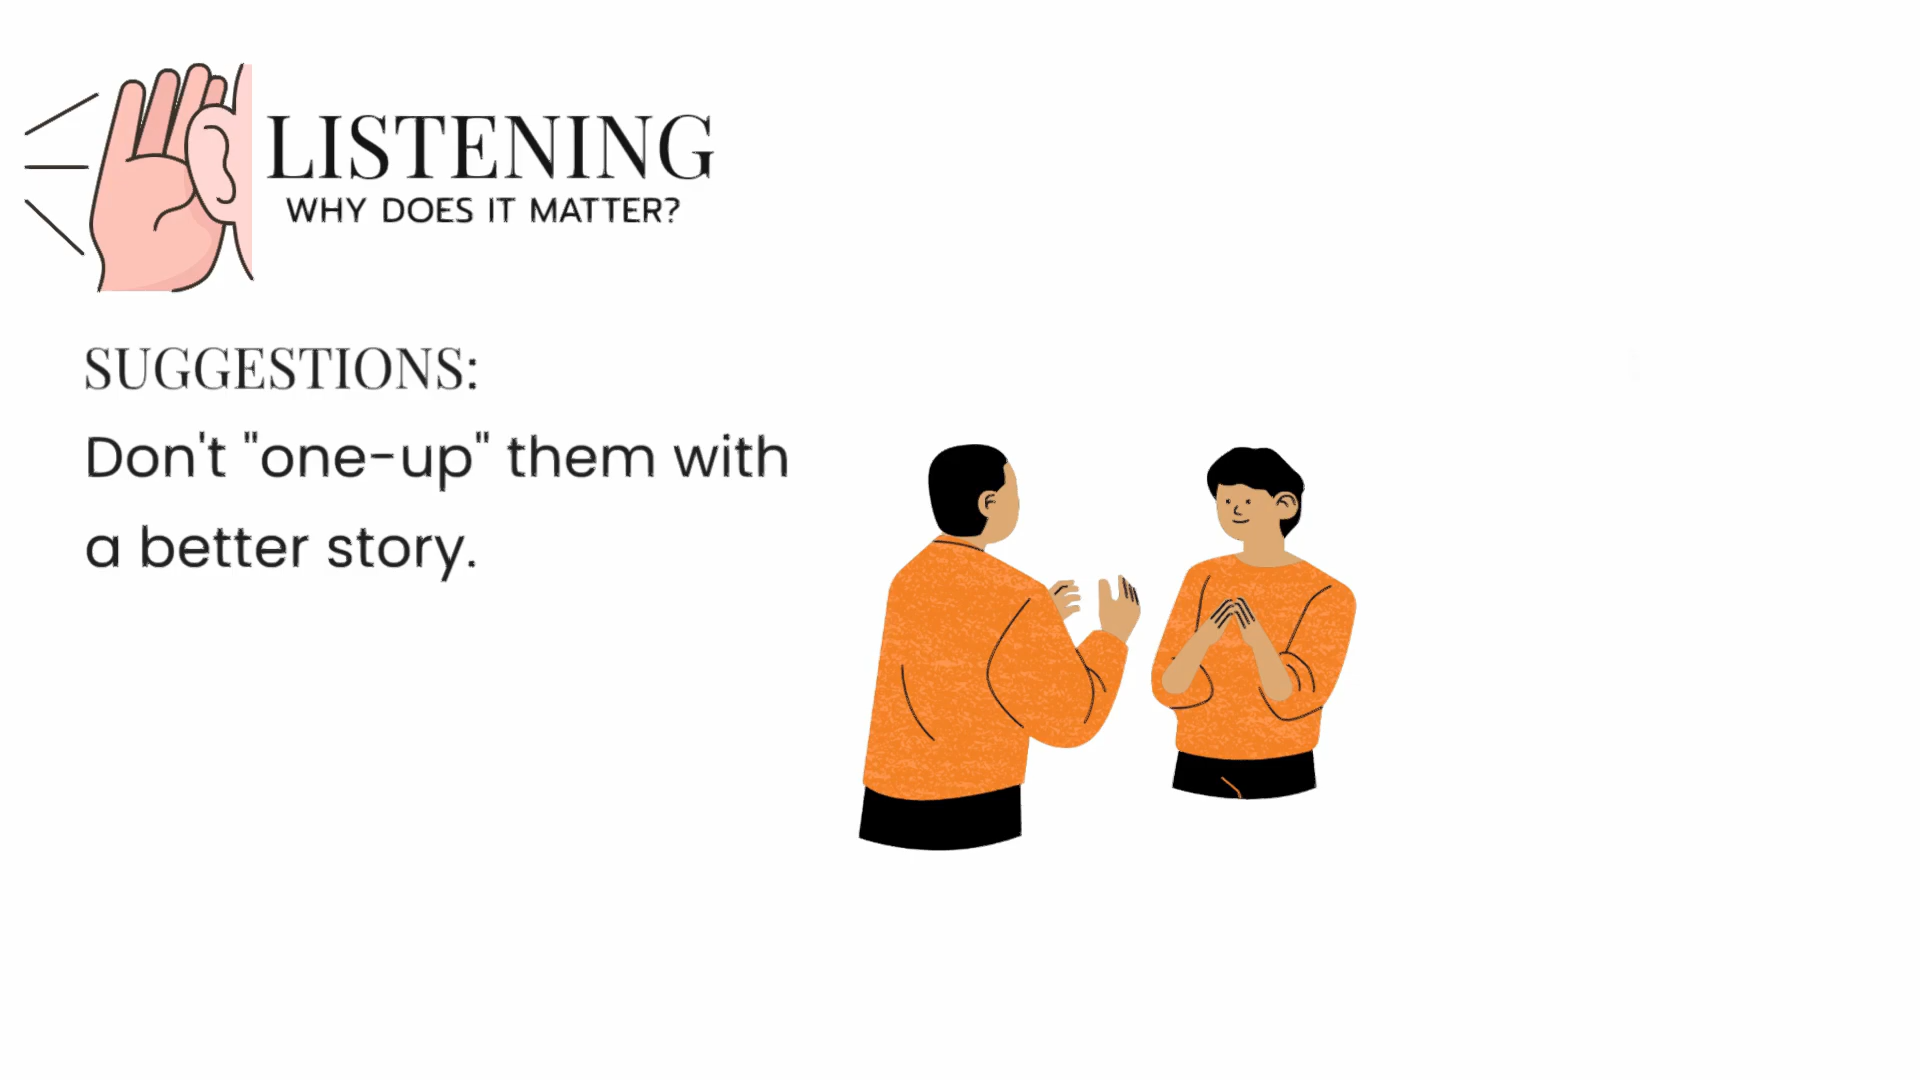 LISTENING
WHY DOES IT MATTER?
SUGGESTIONS:
Don't "one-up" them with
a better story.